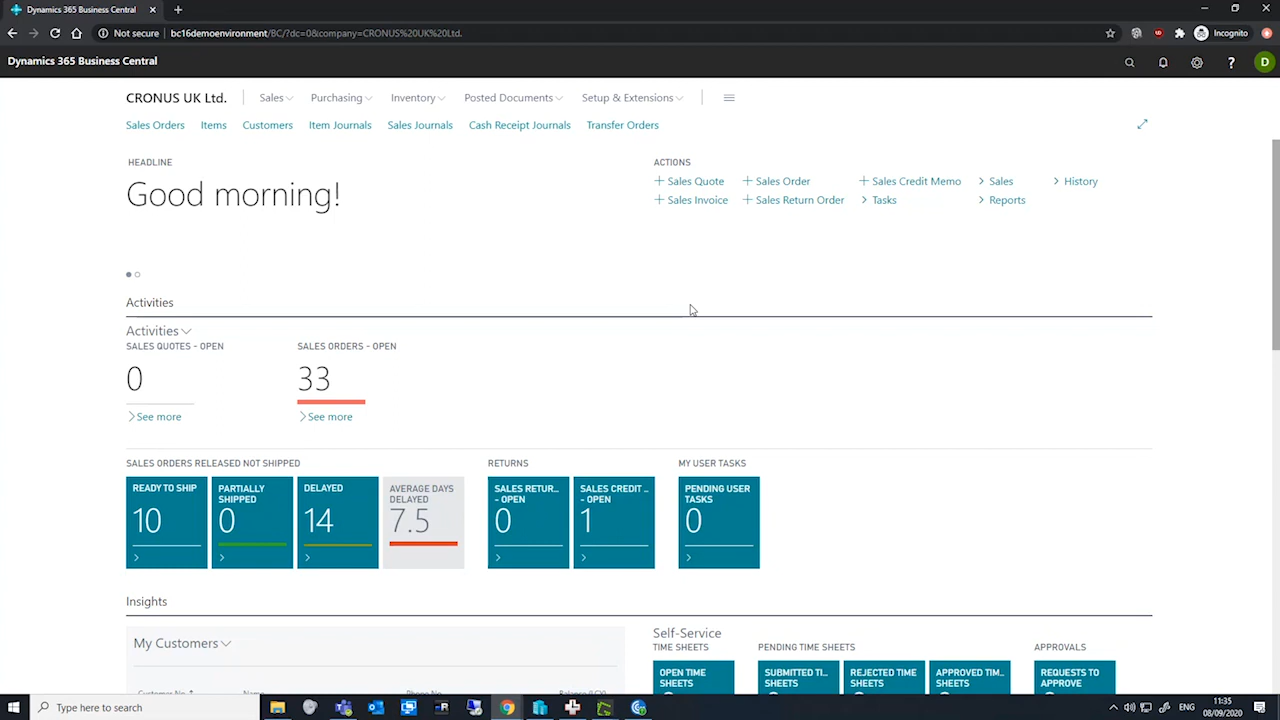 Dynamics 365 Business Central
Not secure | bc16demoenvironment/BC/?dc=0&company=CRONUS%20UK%20Ltd.
Incognito
Dynamics 365 Business Central
? D
CRONUS UK Ltd. Sales Purchasing Inventory Posted Documents Setup & Extensions
Sales Orders Items Customers Item Journals Sales Journals Cash Receipt Journals Transfer Orders
HEADLINE
Good morning!
ACTIONS
+ Sales Quote + Sales Order + Sales Credit Memo > Sales > History
+ Sales Invoice + Sales Return Order > Tasks > Reports
Activities
Activities
SALES QUOTES - OPEN SALES ORDERS - OPEN
0 33
>See more >See more
SALES ORDERS RELEASED NOT SHIPPED RETURNS MY USER TASKS
READY TO SHIP
10
PARTIALLY
SHIPPED
0
DELAYED
14
AVERAGE DAYS
DELAYED
7.5
SALES RETUR...
- OPEN
0
SALES CREDIT ...
- OPEN
1
PENDING USER
TASKS
0
Insights
My Customers
Customer No. ↑ Name Phone No. Balance (LCY)
Self-Service
TIME SHEETS PENDING TIME SHEETS APPROVALS
OPEN TIME
SHEETS
SUBMITTED TI...
SHEETS
REJECTED TIME
SHEETS
APPROVED TIM...
SHEETS
REQUESTS TO
APPROVE
Type here to search
ENG
11:35
08/09/2020